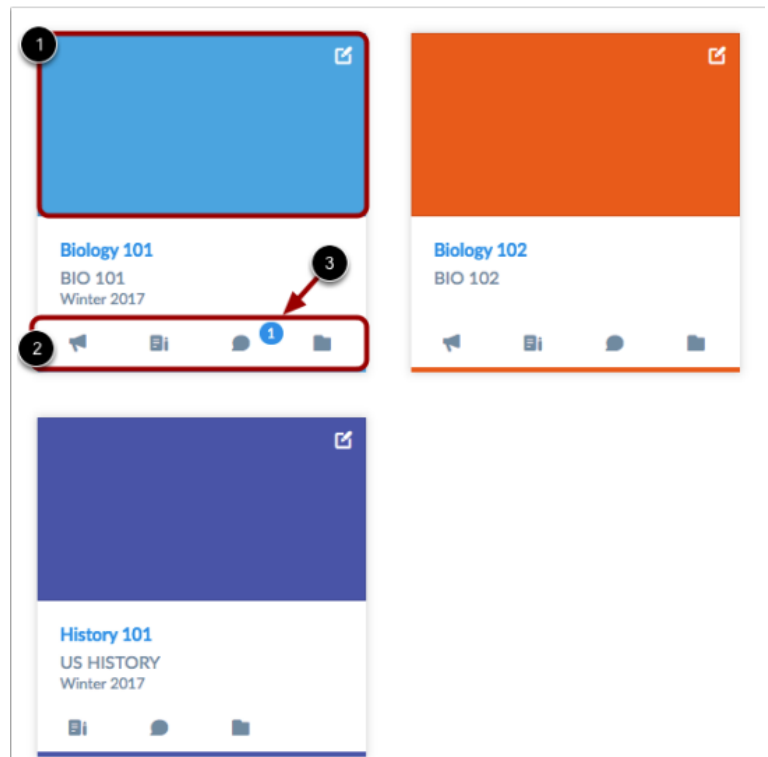 1
Biology 101
BIO 101
Winter 2017
3
2
1
Biology 102
BIO 102
History 101
US HISTORY
Winter 2017